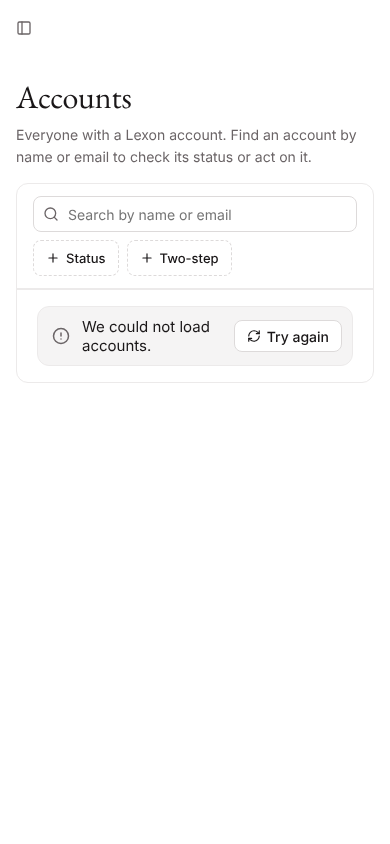 Accounts
Everyone with a Lexon account. Find an account by
name or email to check its status or act on it.
Search by name or email
Status
Two-step
We could not load
accounts.
Try again